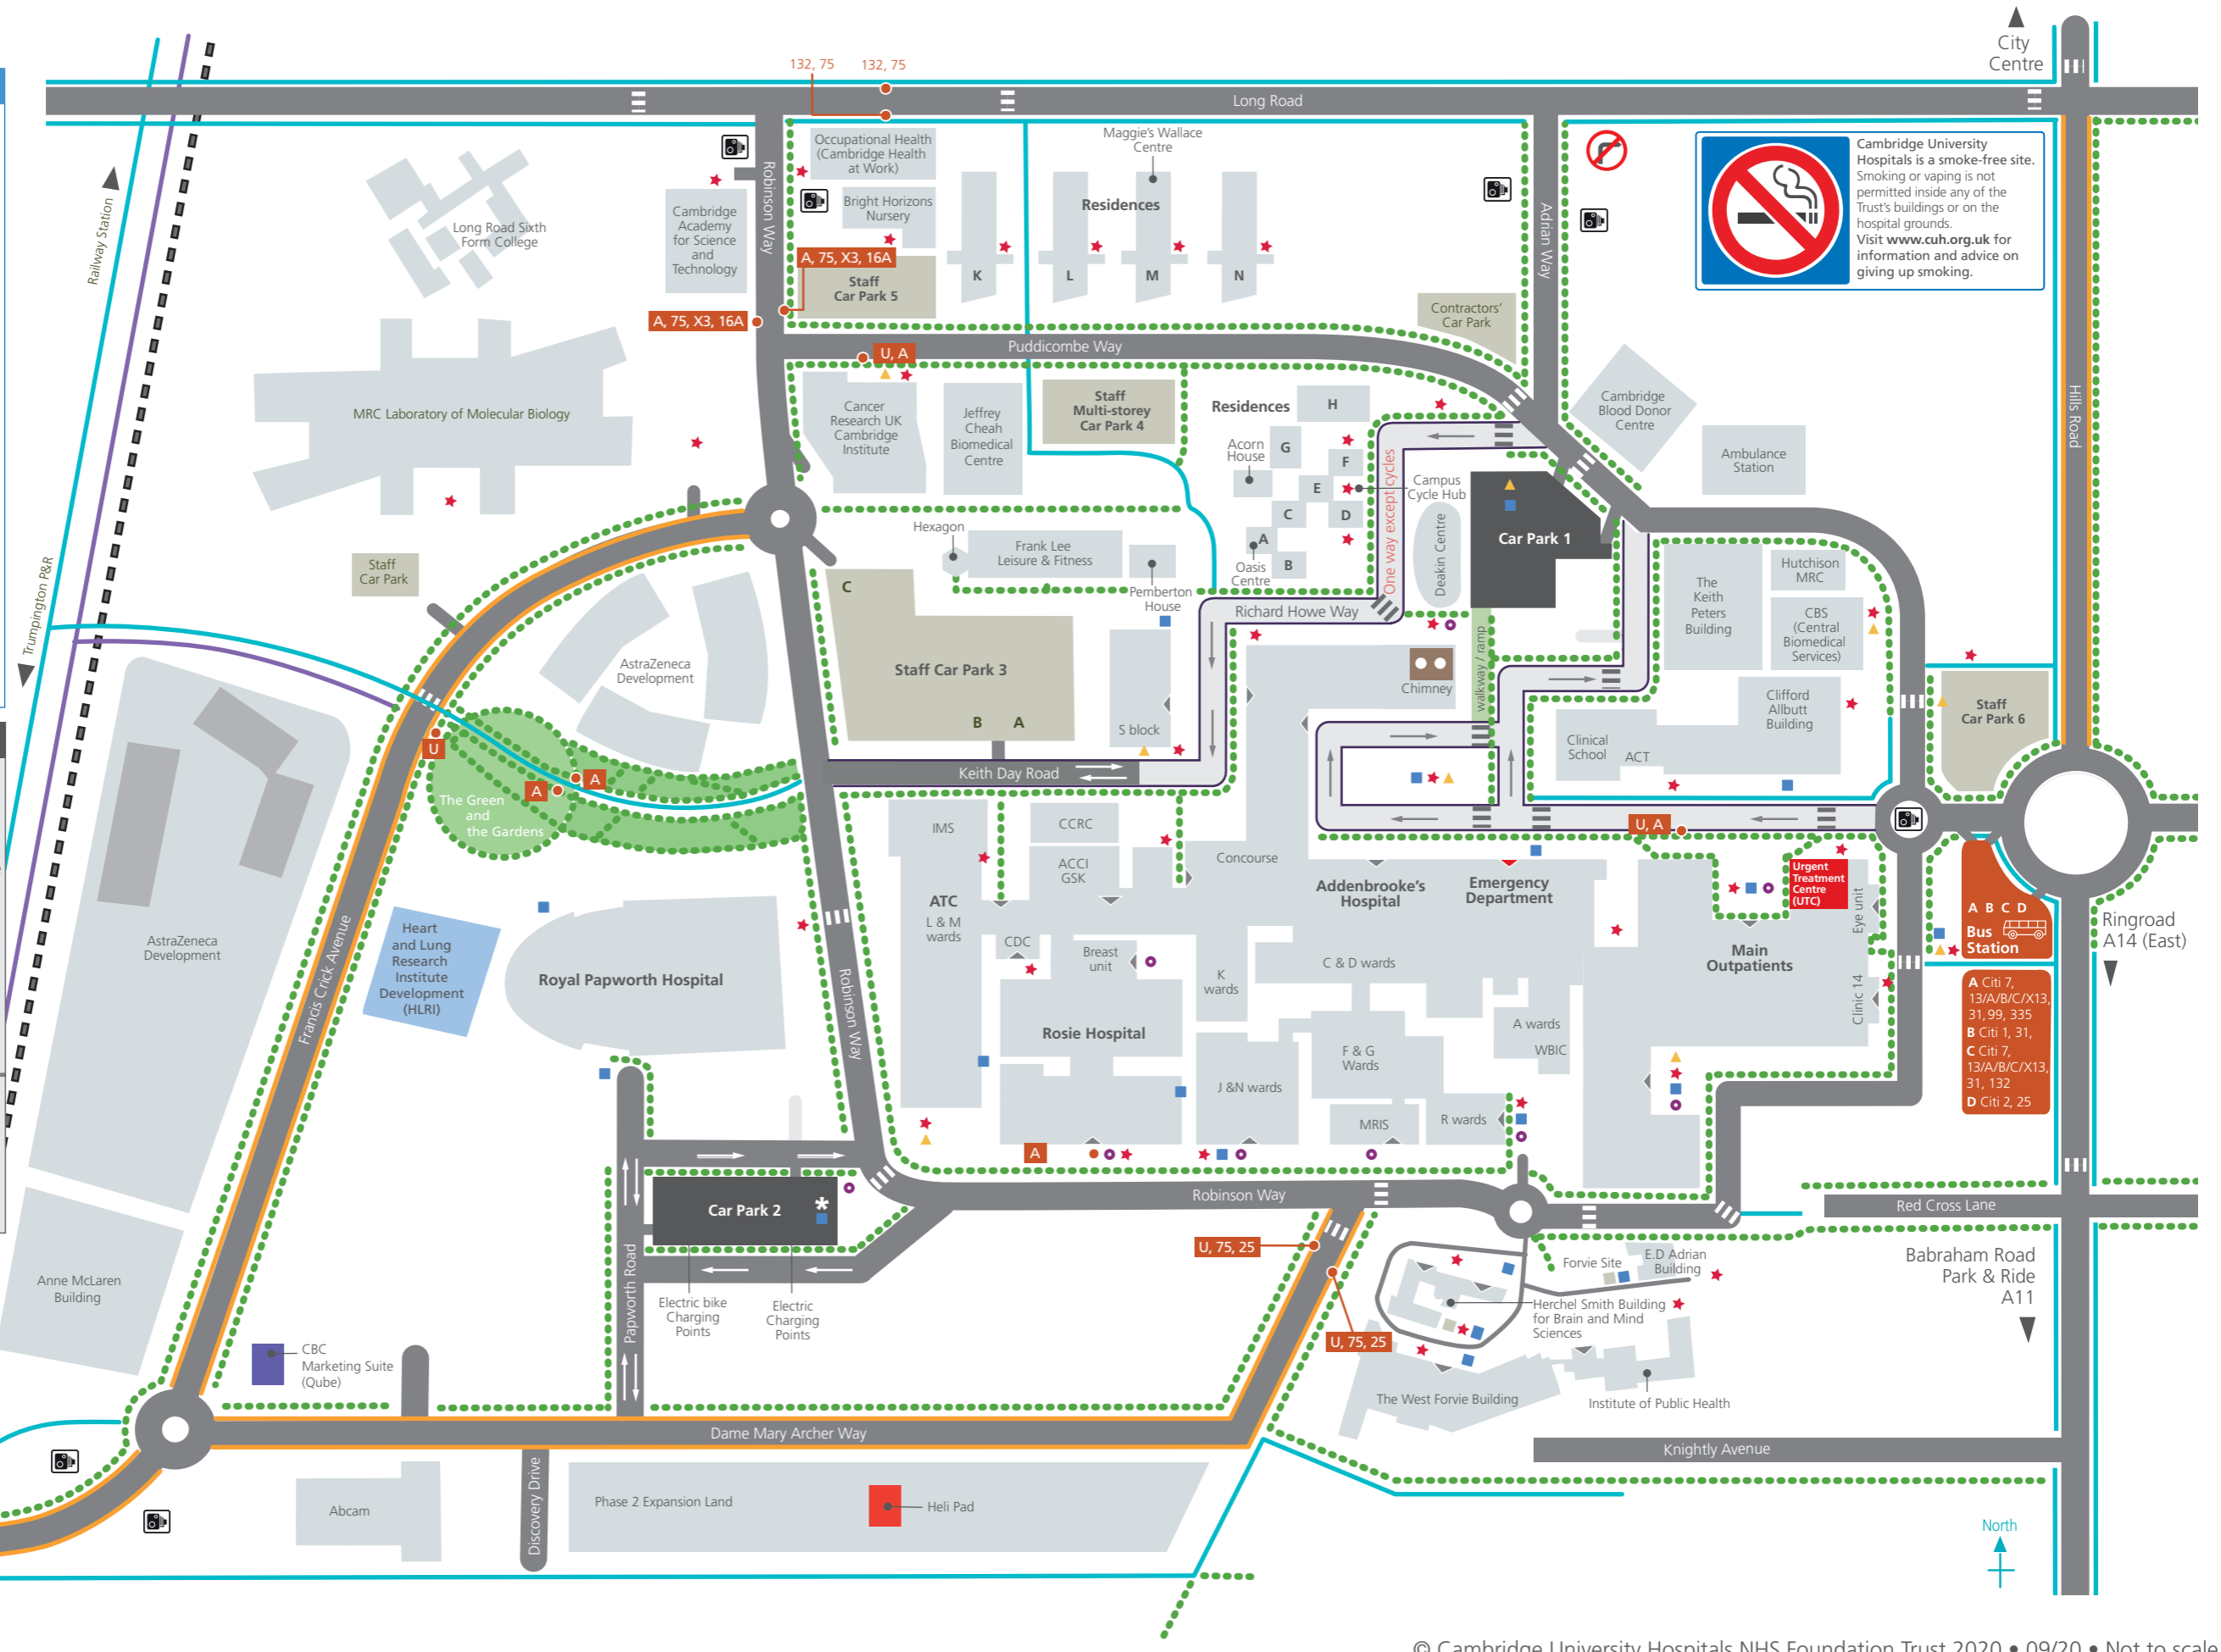 City
Centre
132, 75
132, 75
Long Road
Cambridge University
Hospitals is a smoke-free site.
Smoking or vaping is not
permitted inside any of the
Trust's buildings or on the
hospital grounds.
Visit www.cuh.org.uk for
information and advice on
giving up smoking.
Railway Station
Long Road Sixth
Form College
Cambridge
Academy
for Science
and
Technology
Robinson Way
Occupational Health
(Cambridge Health
at Work)
Bright Horizons
Nursery
A, 75, X3, 16A
Staff
Car Park 5
A, 75, X3, 16A
Maggie's Wallace
Centre
Residences
K
L
M
N
Adrian Way
Contractors'
Car Park
Hills Road
Puddicombe Way
U, A
MRC Laboratory of Molecular Biology
Cancer
Research UK
Cambridge
Institute
Jeffrey
Cheah
Biomedical
Centre
Staff
Multi-storey
Car Park 4
Residences
H
G
F
E
C
D
A
B
Acorn
House
Oasis
Centre
One way except cycles
Campus
Cycle Hub
Deakin Centre
Car Park 1
Cambridge
Blood Donor
Centre
Ambulance
Station
Hexagon
Frank Lee
Leisure & Fitness
Pemberton
House
Richard Howe Way
Trumpington P&R
Staff
Car Park
AstraZeneca
Development
C
Staff Car Park 3
B
A
S block
Chimney
walkway / ramp
The
Keith
Peters
Building
Hutchison
MRC
CBS
(Central
Biomedical
Services)
Clifford
Allbutt
Building
Clinical
School
ACT
Staff
Car Park 6
U
A
A
The Green
and
the Gardens
Keith Day Road
U, A
IMS
CCRC
ACCI
GSK
Concourse
ATC
L & M
wards
CDC
Breast
unit
Addenbrooke's
Hospital
Emergency
Department
Urgent
Treatment
Centre
(UTC)
Eye unit
Main
Outpatients
Clinic 14
A B C D
Bus
Station
Ringroad
A14 (East)
A Citi 7,
13/A/B/C/X13,
31, 99, 335
B Citi 1, 31,
C Citi 7,
13/A/B/C/X13,
31, 132
D Citi 2, 25
AstraZeneca
Development
Heart
and Lung
Research
Institute
Development
(HLRI)
Royal Papworth Hospital
Francis Crick Avenue
Robinson Way
K
wards
C & D wards
Rosie Hospital
A wards
WBIC
F & G
Wards
J &N wards
MRIS
R wards
A
Robinson Way
Red Cross Lane
Car Park 2
*
Papworth Road
Electric bike
Charging
Points
Electric
Charging
Points
U, 75, 25
U, 75, 25
Forvie Site
E.D Adrian
Building
Herchel Smith Building
for Brain and Mind
Sciences
The West Forvie Building
Institute of Public Health
Babraham Road
Park & Ride
A11
Anne McLaren
Building
CBC
Marketing Suite
(Qube)
Dame Mary Archer Way
Knightly Avenue
Discovery Drive
Abcam
Phase 2 Expansion Land
Heli Pad
North
© Cambridge University Hospitals NHS Foundation Trust 2020 • 09/20 • Not to scale